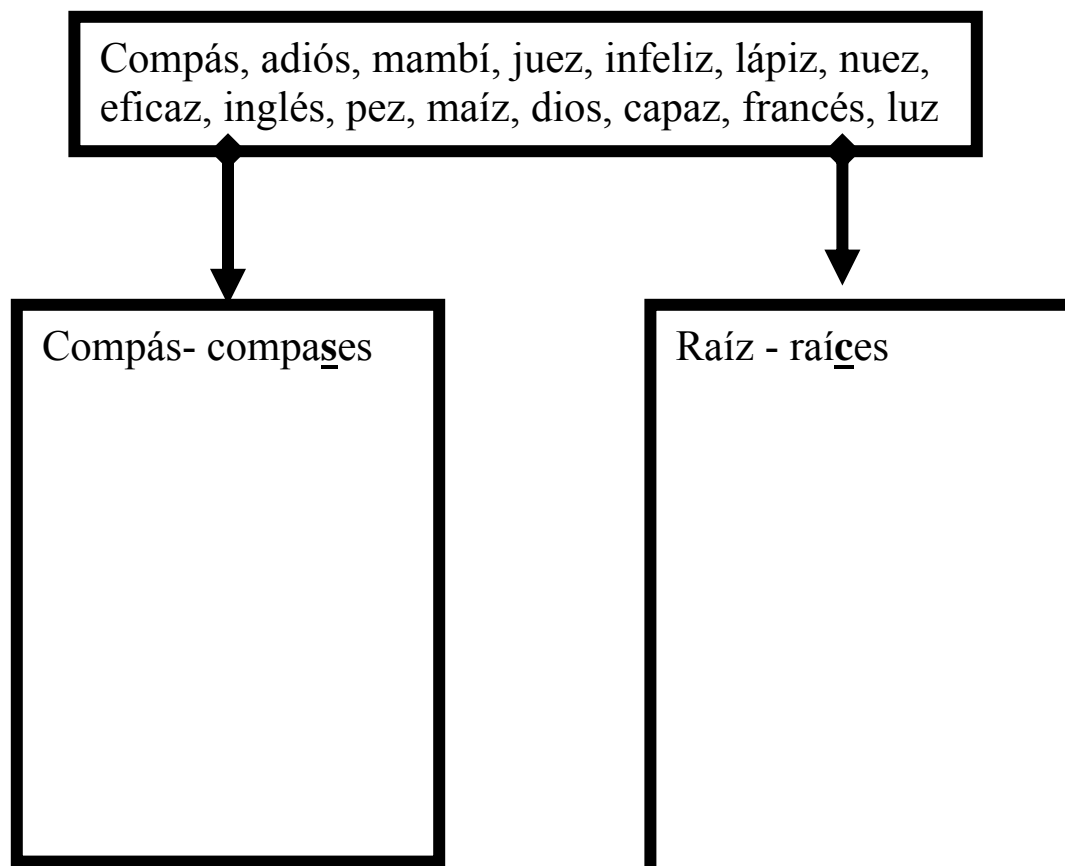 Compás, adiós, mambí, juez, infeliz, lápiz, nuez,
eficaz, inglés, pez, maíz, dios, capaz, francés, luz
Compás- compases
Raíz - raíces